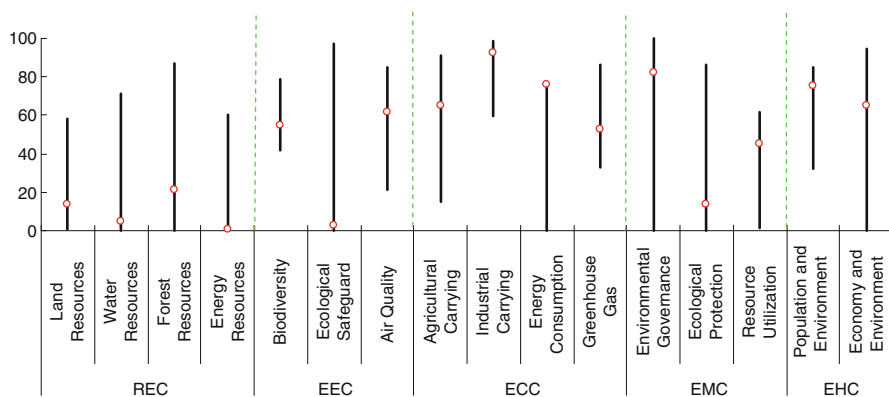 100
80
60
40
20
0
Land
Resources
Water
Resources
Forest
Resources
Energy
Resources
Biodiversity
Ecological
Safeguard
Air Quality
Agricultural
Carrying
Industrial
Carrying
Energy
Consumption
Greenhouse
Gas
Environmental
Governance
Ecological
Protection
Resource
Utilization
Population and
Environment
Economy and
Environment
REC
EEC
ECC
EMC
EHC